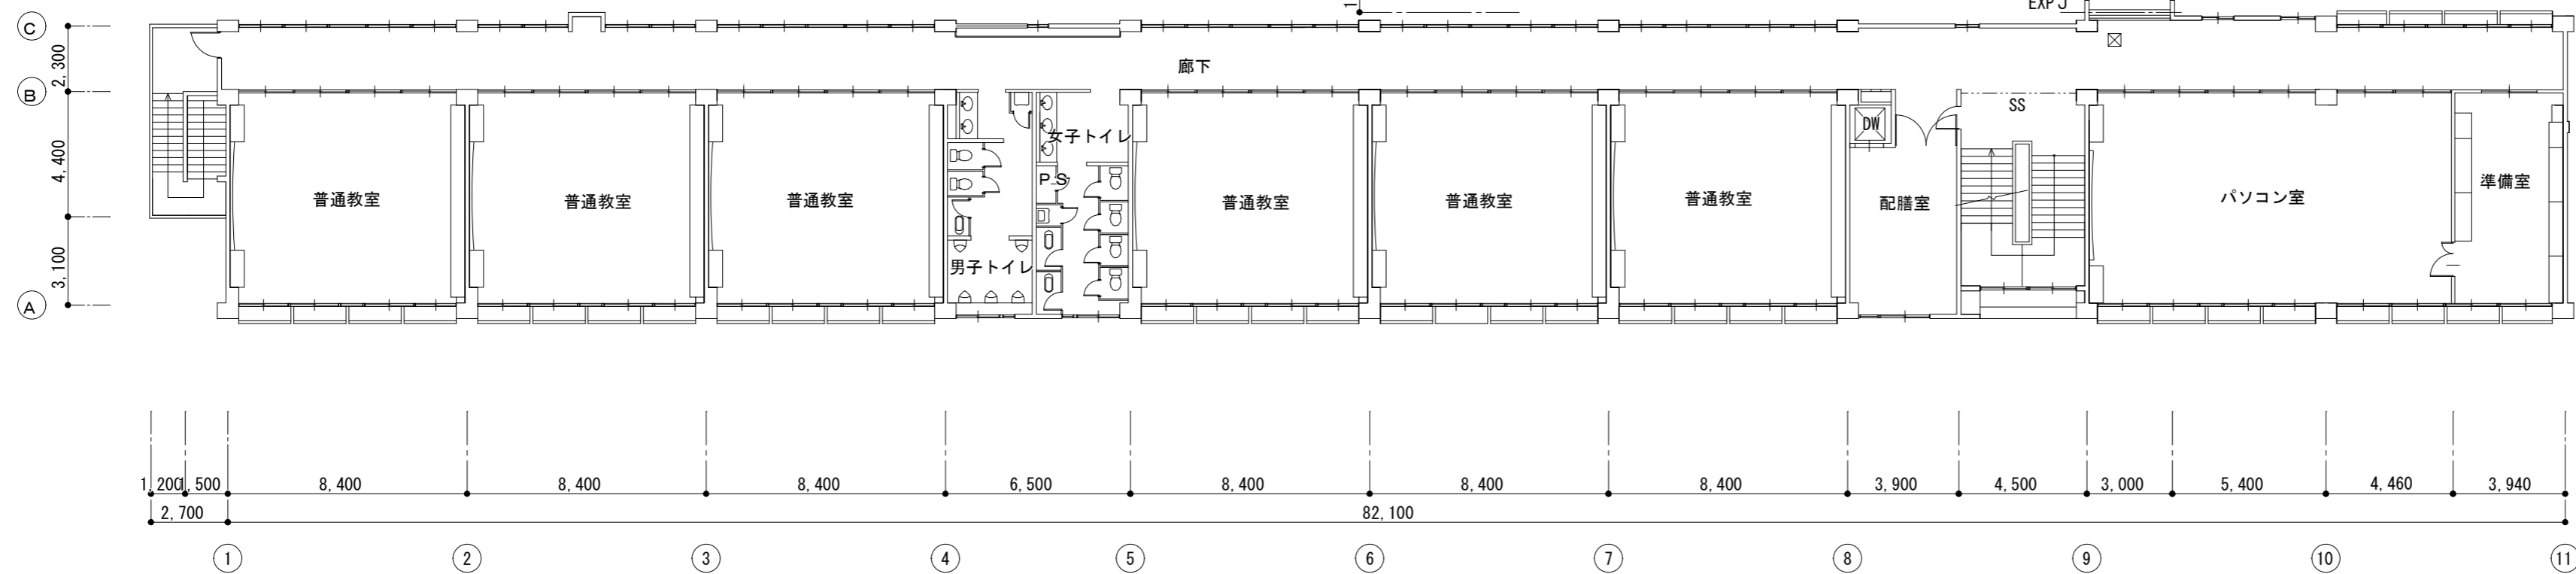 1
EXPJ
C
2,300
廊下
B
SS
DW
女子トイレ
4,400
PS
普通教室
普通教室
普通教室
普通教室
普通教室
普通教室
配膳室
パソコン室
準備室
3,100
男子トイレ
A
1,200
1,500
8,400
8,400
8,400
6,500
8,400
8,400
8,400
3,900
4,500
3,000
5,400
4,460
3,940
2,700
82,100
1
2
3
4
5
6
7
8
9
10
11